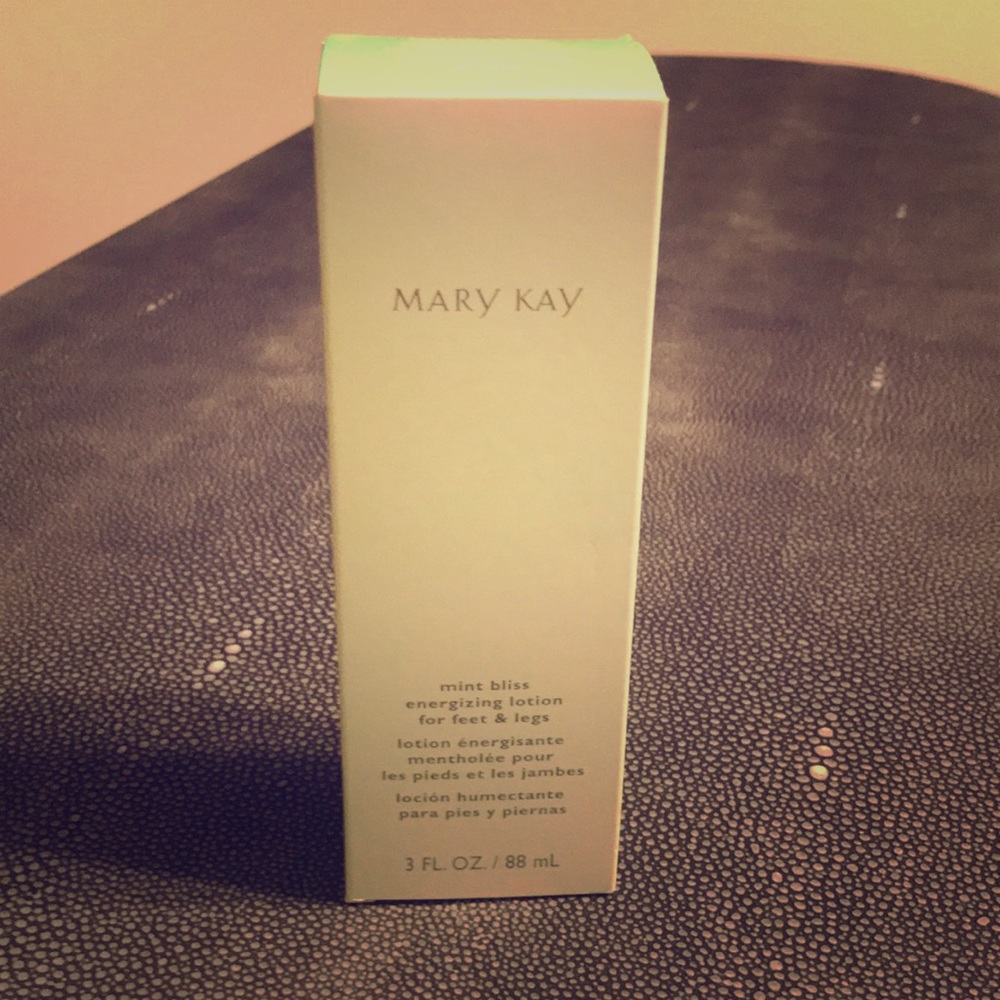 MARY KAY
mint bliss
energizing lotion
for feet & legs
lotion énergisante
mentholée pour
les pieds et les jambes
loción humectante
para pies y piernas
3 FL. OZ. / 88 mL